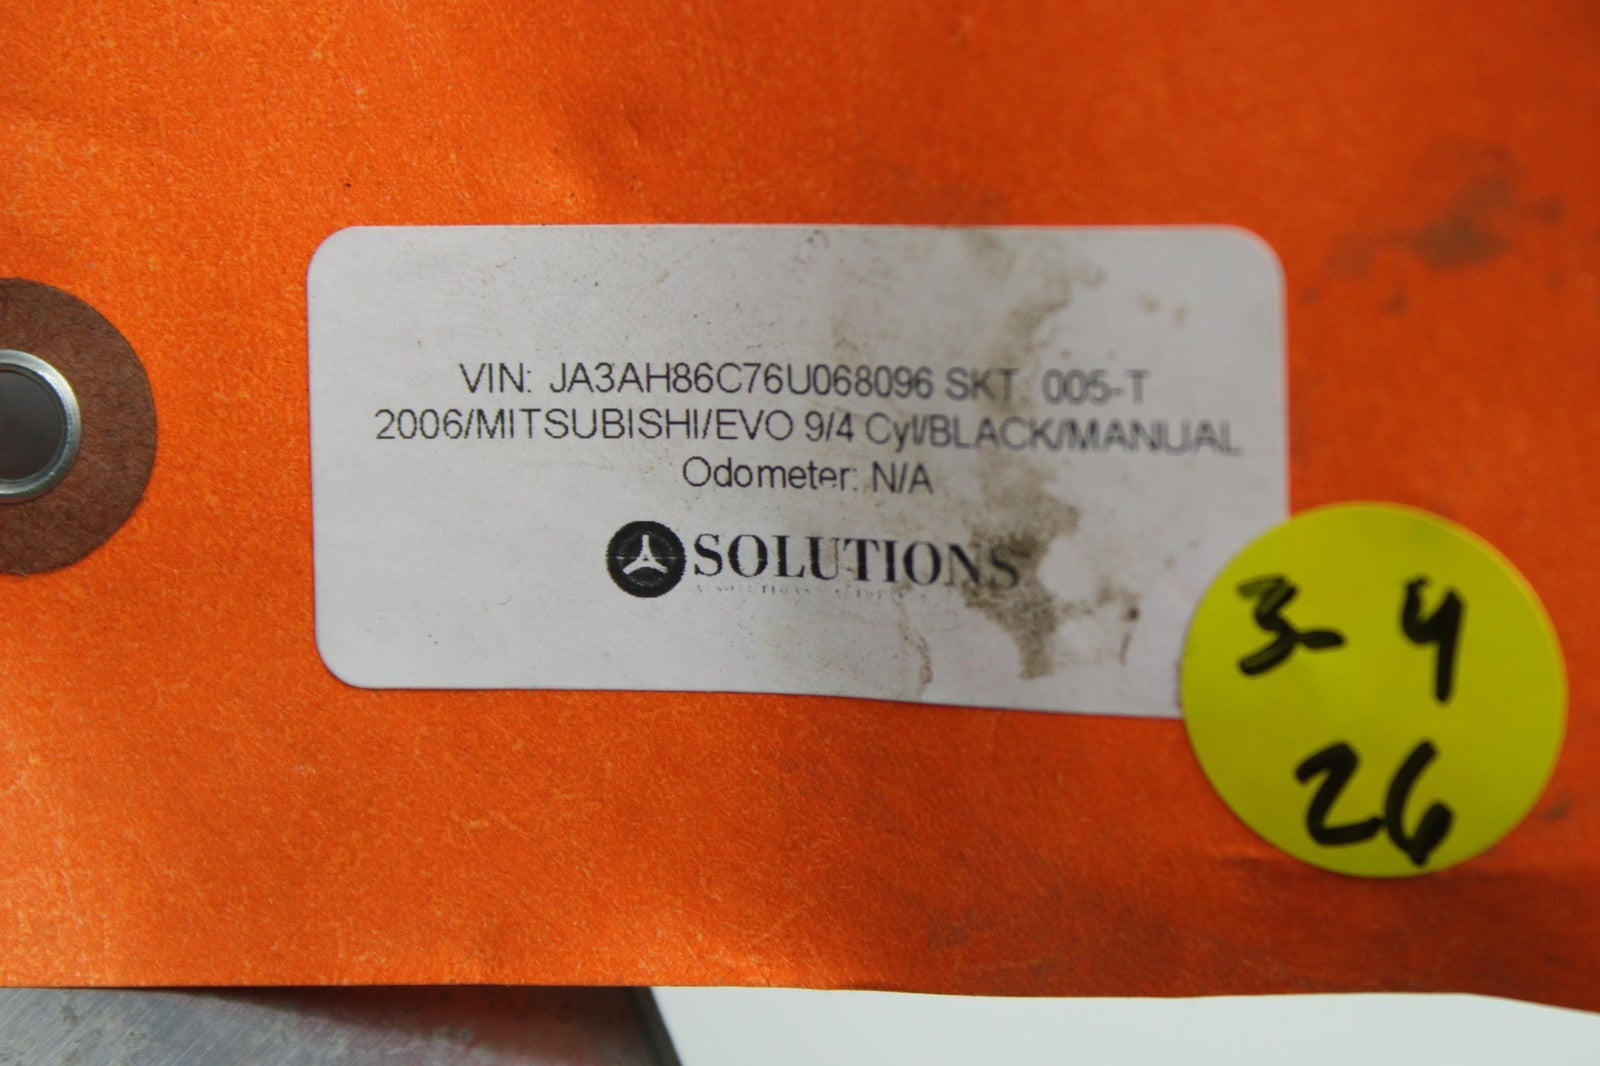 VIN: JA3AH86C76U068096 SKT. 005-T
2006/MITSUBISHI/EVO 9/4 Cyl/BLACK/MANUAL
Odometer: N/A
SOLUTIONS
3- 4
26